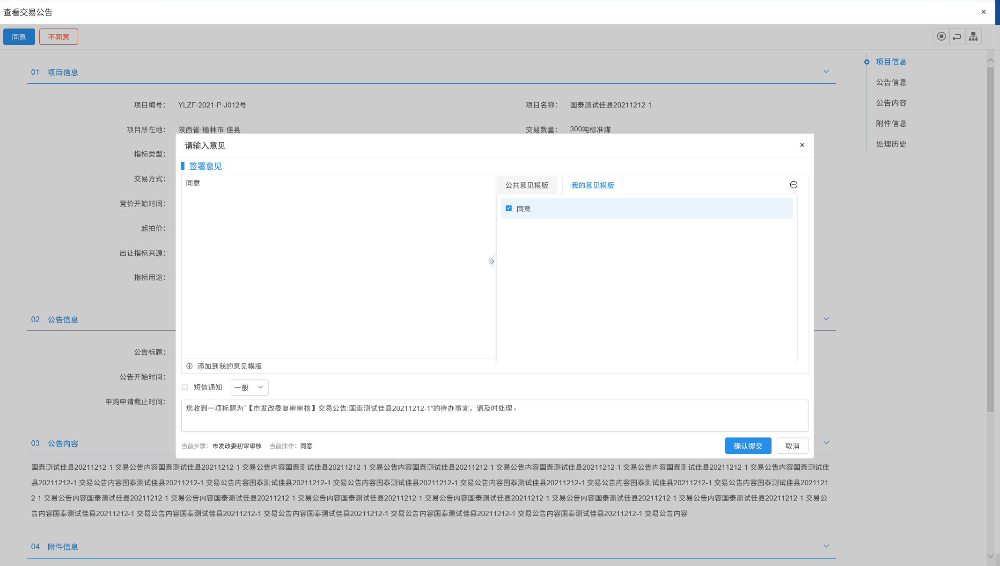 查看交易公告
同意 不同意
01 项目信息
项目编号： YLZF-2021-P-J012号 项目名称： 国泰测试佳县20211212-1
项目所在地： 陕西省·榆林市·佳县 交易数量： 300吨标准煤
指标类型：
交易方式：
竞价开始时间：
起拍价：
出让指标来源：
指标用途：
02 公告信息
公告标题：
公告开始时间：
申购申请截止时间：
03 公告内容
国泰测试佳县20211212-1 交易公告内容国泰测试佳县20211212-1 交易公告内容国泰测试佳县20211212-1 交易公告内容国泰测试佳县20211212-1 交易公告内容国泰测试佳县20211212-1 交易公告内容国泰测试佳县20211212-1 交易公告内容国泰测试佳
县20211212-1 交易公告内容国泰测试佳县20211212-1 交易公告内容国泰测试佳县20211212-1 交易公告内容国泰测试佳县20211212-1 交易公告内容国泰测试佳县20211212-1 交易公告内容国泰测试佳县20211212-1 交易公告内容国泰测试佳县2021121
2-1 交易公告内容国泰测试佳县20211212-1 交易公告内容国泰测试佳县20211212-1 交易公告内容国泰测试佳县20211212-1 交易公告内容国泰测试佳县20211212-1 交易公告内容国泰测试佳县20211212-1 交易公告内容国泰测试佳县20211212-1 交易公
告内容国泰测试佳县20211212-1 交易公告内容国泰测试佳县20211212-1 交易公告内容国泰测试佳县20211212-1 交易公告内容国泰测试佳县20211212-1 交易公告内容国泰测试佳县20211212-1 交易公告内容
04 附件信息
项目信息
公告信息
公告内容
附件信息
处理历史
请输入意见
签署意见
同意
公共意见模版 我的意见模版
同意
添加到我的意见模版
短信通知 一般
您收到一项标题为“【市发改委复审审核】交易公告:国泰测试佳县20211212-1”的待办事宜，请及时处理。
当前步骤：市发改委初审审核 当前操作：同意
确认提交 取消